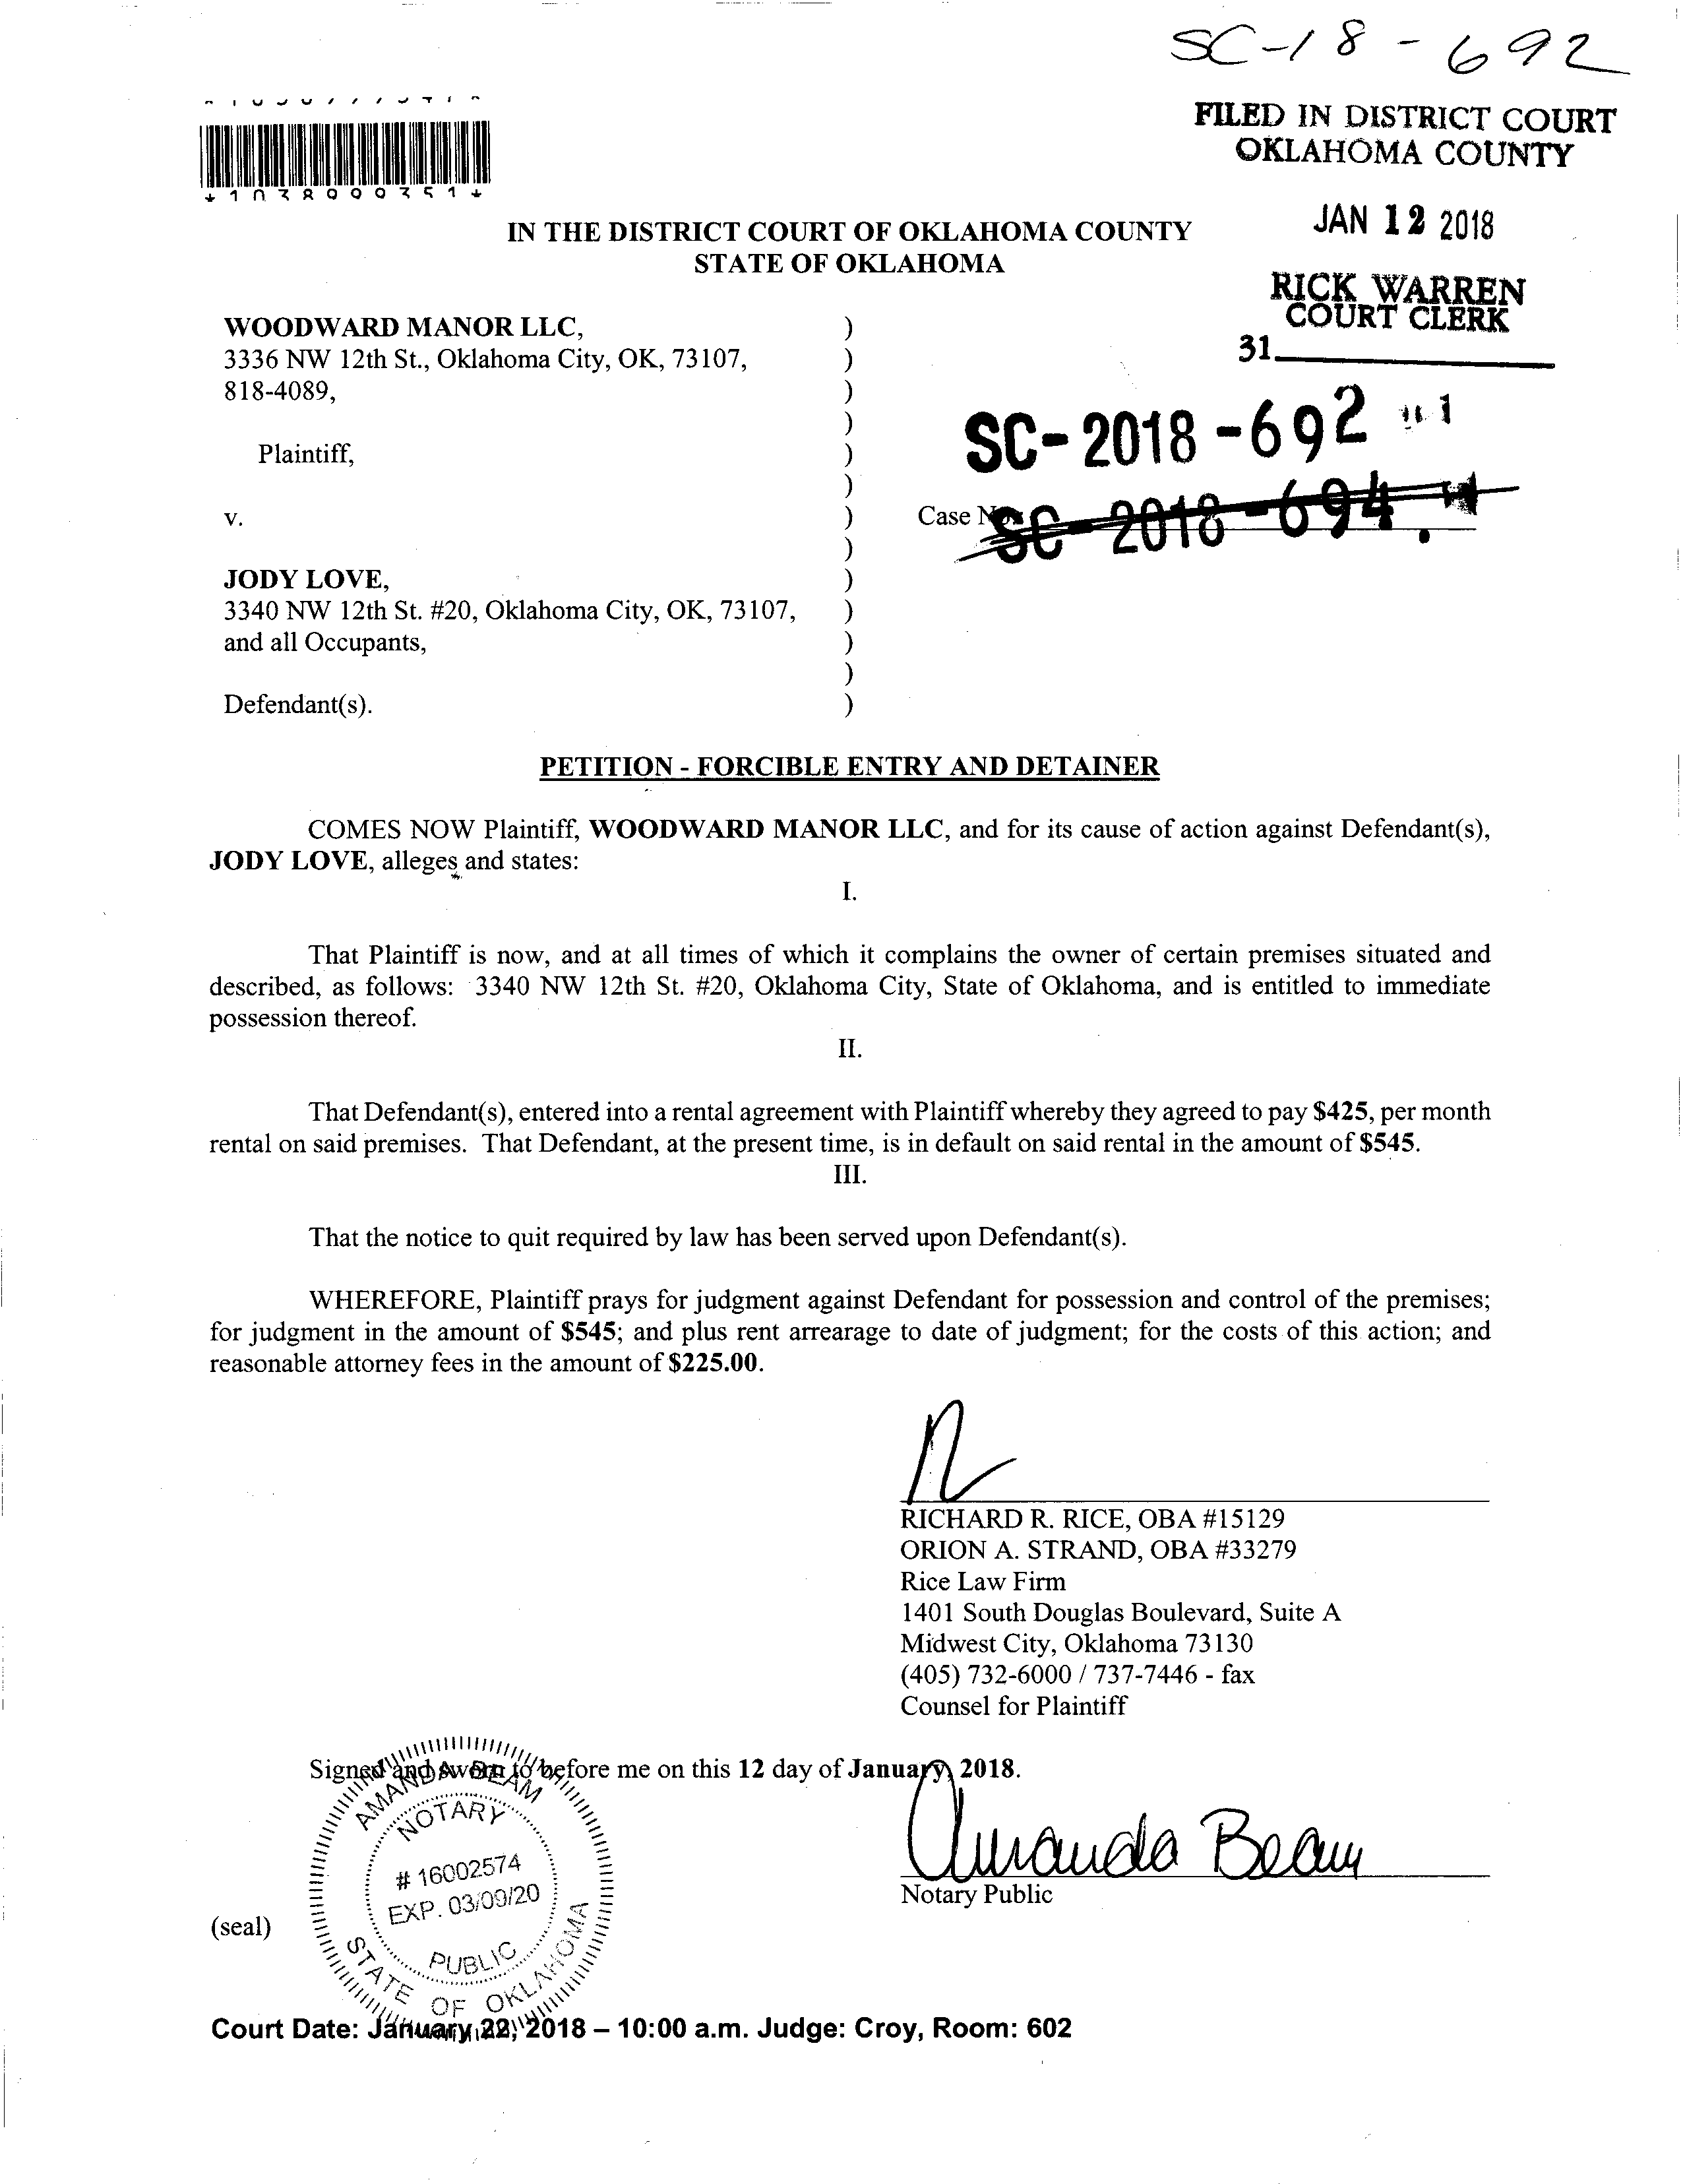 SC-18-692
FILED IN DISTRICT COURT
OKLAHOMA COUNTY
*1038000351*
JAN 12 2018
IN THE DISTRICT COURT OF OKLAHOMA COUNTY
STATE OF OKLAHOMA
RICK WARREN
COURT CLERK
31
WOODWARD MANOR LLC, )
3336 NW 12th St., Oklahoma City, OK, 73107, )
818-4089, )
)
Plaintiff, )
)
SC-2018-692
v. )
Case No. SC-2018-694
)
JODY LOVE, )
3340 NW 12th St. #20, Oklahoma City, OK, 73107, )
and all Occupants, )
)
Defendant(s). )
PETITION - FORCIBLE ENTRY AND DETAINER
COMES NOW Plaintiff, WOODWARD MANOR LLC, and for its cause of action against Defendant(s),
JODY LOVE, alleges and states:
I.
That Plaintiff is now, and at all times of which it complains the owner of certain premises situated and
described, as follows: 3340 NW 12th St. #20, Oklahoma City, State of Oklahoma, and is entitled to immediate
possession thereof.
II.
That Defendant(s), entered into a rental agreement with Plaintiff whereby they agreed to pay $425, per month
rental on said premises. That Defendant, at the present time, is in default on said rental in the amount of $545.
III.
That the notice to quit required by law has been served upon Defendant(s).
WHEREFORE, Plaintiff prays for judgment against Defendant for possession and control of the premises;
for judgment in the amount of $545; and plus rent arrearage to date of judgment; for the costs of this action; and
reasonable attorney fees in the amount of $225.00.
RICHARD R. RICE, OBA #15129
ORION A. STRAND, OBA #33279
Rice Law Firm
1401 South Douglas Boulevard, Suite A
Midwest City, Oklahoma 73130
(405) 732-6000 / 737-7446 - fax
Counsel for Plaintiff
Signed and sworn to before me on this 12 day of January, 2018.
AMANDA BEAM
NOTARY
# 16002574
EXP. 03/09/20
PUBLIC
STATE OF OKLAHOMA
Amanda Beam
Notary Public
(seal)
Court Date: January 22, 2018 – 10:00 a.m. Judge: Croy, Room: 602